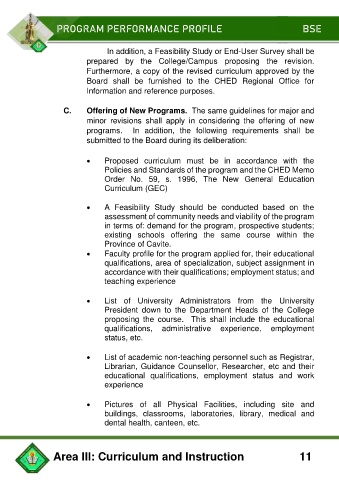 PROGRAM PERFORMANCE PROFILE BSE
In addition, a Feasibility Study or End-User Survey shall be
prepared by the College/Campus proposing the revision.
Furthermore, a copy of the revised curriculum approved by the
Board shall be furnished to the CHED Regional Office for
Information and reference purposes.
C. Offering of New Programs. The same guidelines for major and
minor revisions shall apply in considering the offering of new
programs. In addition, the following requirements shall be
submitted to the Board during its deliberation:
• Proposed curriculum must be in accordance with the
Policies and Standards of the program and the CHED Memo
Order No. 59, s. 1996, The New General Education
Curriculum (GEC)
• A Feasibility Study should be conducted based on the
assessment of community needs and viability of the program
in terms of: demand for the program, prospective students;
existing schools offering the same course within the
Province of Cavite.
• Faculty profile for the program applied for, their educational
qualifications, area of specialization, subject assignment in
accordance with their qualifications; employment status; and
teaching experience
• List of University Administrators from the University
President down to the Department Heads of the College
proposing the course. This shall include the educational
qualifications, administrative experience, employment
status, etc.
• List of academic non-teaching personnel such as Registrar,
Librarian, Guidance Counsellor, Researcher, etc and their
educational qualifications, employment status and work
experience
• Pictures of all Physical Facilities, including site and
buildings, classrooms, laboratories, library, medical and
dental health, canteen, etc.
Area III: Curriculum and Instruction 11